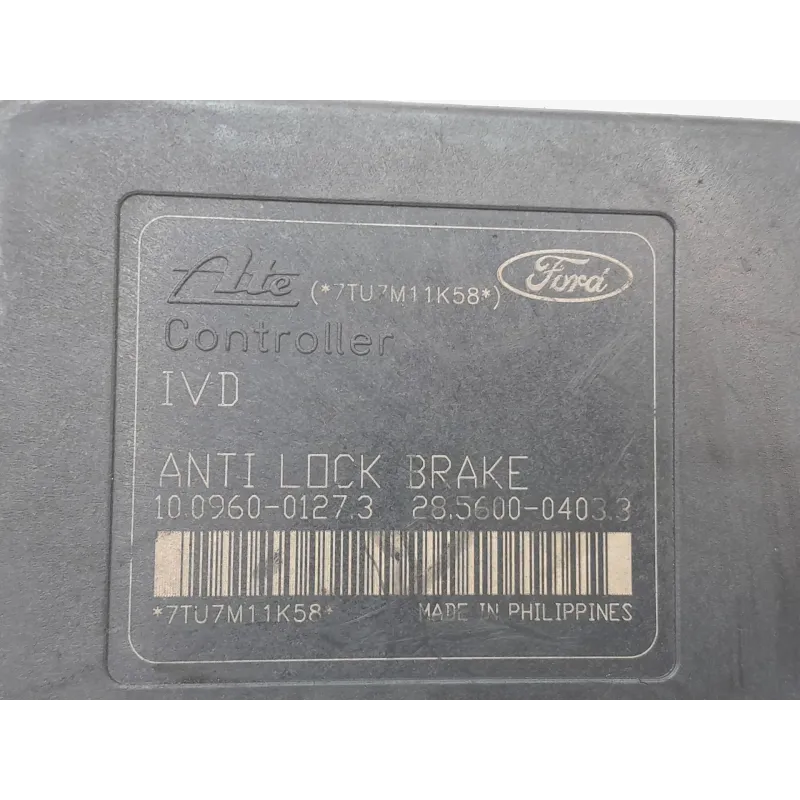 Ate (*7TU7M11K58*) Ford
Controller
IVD
ANTI LOCK BRAKE
10.0960-0127.3 28.5600-0403.3
*7TU7M11K58* MADE IN PHILIPPINES